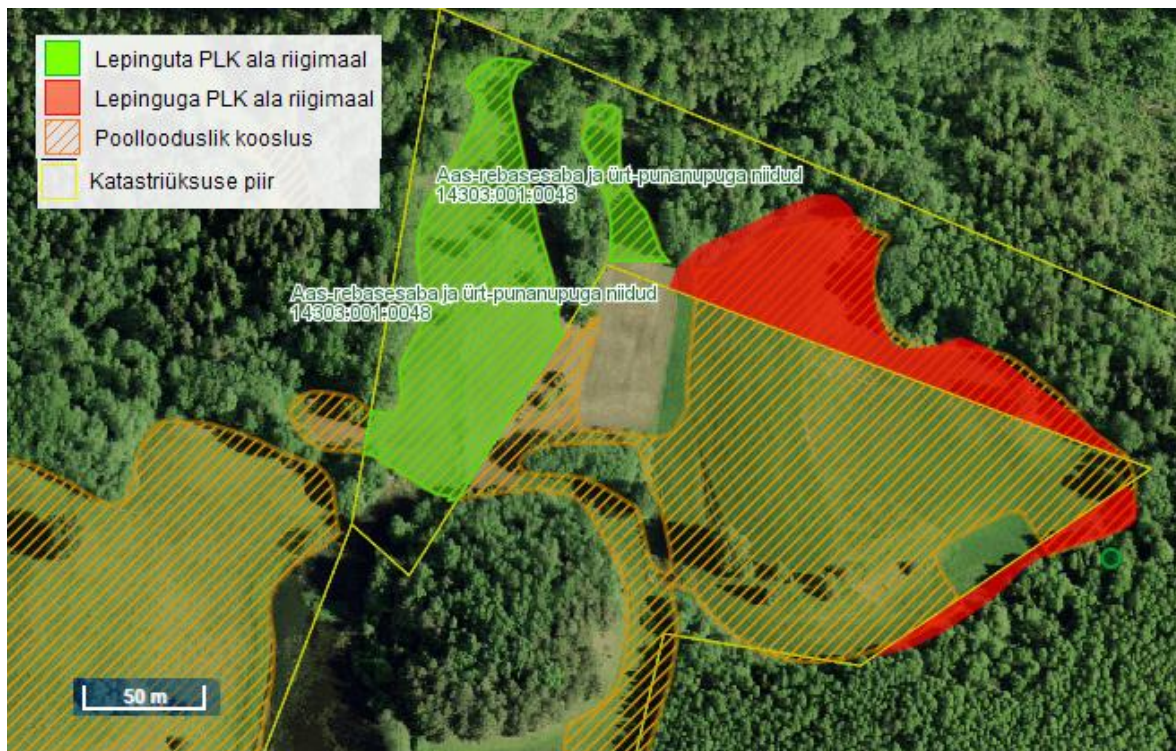 Lepinguta PLK ala riigimaal
Lepinguga PLK ala riigimaal
Poollooduslik kooslus
Katastriüksuse piir
Aas-rebasesaba ja ürt-punanupuga niidud
14303:001:0048
Aas-rebasesaba ja ürt-punanupuga niidud
14303:001:0048
50 m